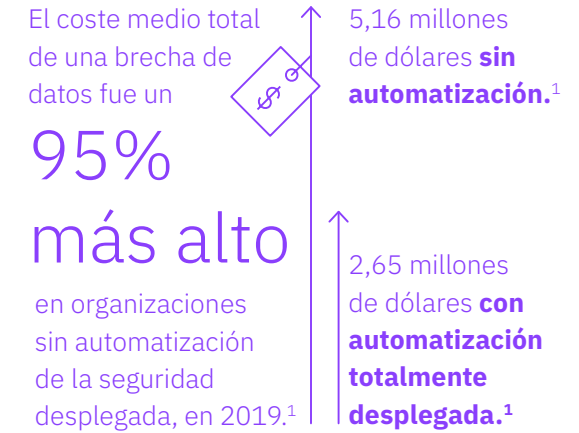 El coste medio total
de una brecha de
datos fue un
95%
más alto
en organizaciones
sin automatización
de la seguridad
desplegada, en 2019.¹
$
5,16 millones
de dólares sin
automatización.¹
2,65 millones
de dólares con
automatización
totalmente
desplegada.¹